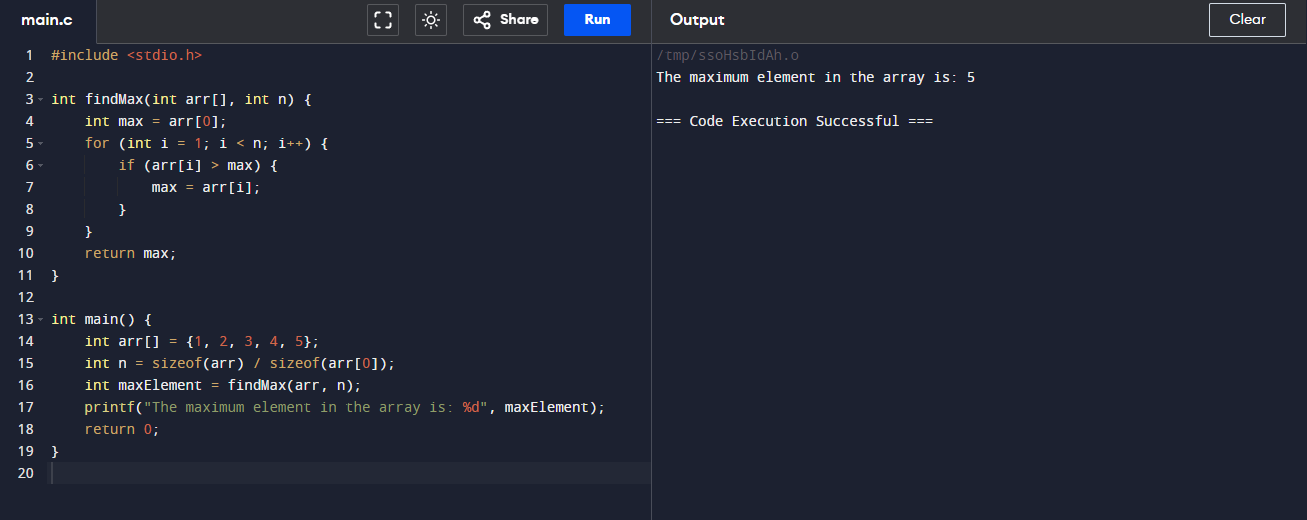 main.c
Share
Run
Output
Clear
1 #include <stdio.h>
2
3 int findMax(int arr[], int n) {
4     int max = arr[0];
5     for (int i = 1; i < n; i++) {
6         if (arr[i] > max) {
7             max = arr[i];
8         }
9     }
10     return max;
11 }
12
13 int main() {
14     int arr[] = {1, 2, 3, 4, 5};
15     int n = sizeof(arr) / sizeof(arr[0]);
16     int maxElement = findMax(arr, n);
17     printf("The maximum element in the array is: %d", maxElement);
18     return 0;
19 }
20
/tmp/ssoHsbIdAh.o
The maximum element in the array is: 5
=== Code Execution Successful ===